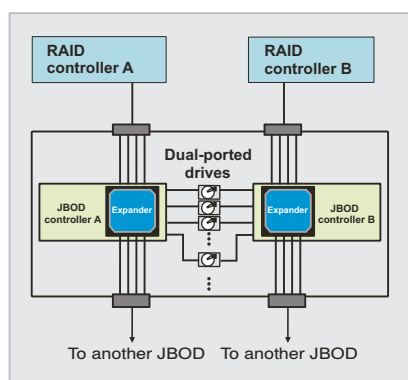 RAID
controller A
RAID
controller B
Dual-ported
drives
JBOD
controller A
Expander
Expander
JBOD
controller B
To another JBOD
To another JBOD